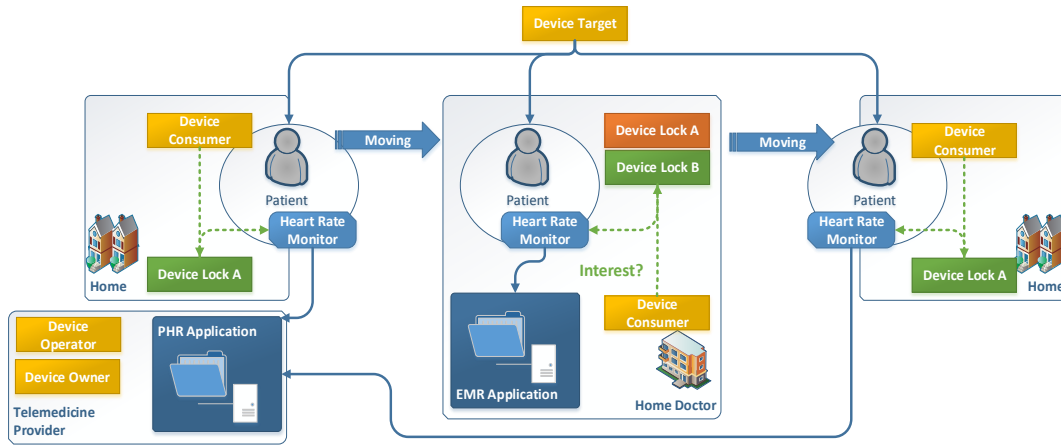 Device Target
Device
Consumer
Patient
Heart Rate
Monitor
Device Lock A
Home
Moving
Device Lock A
Device Lock B
Patient
Heart Rate
Monitor
Interest?
Device
Consumer
EMR Application
Home Doctor
Moving
Device
Consumer
Patient
Heart Rate
Monitor
Device Lock A
Home
Device
Operator
Device Owner
Telemedicine
Provider
PHR Application